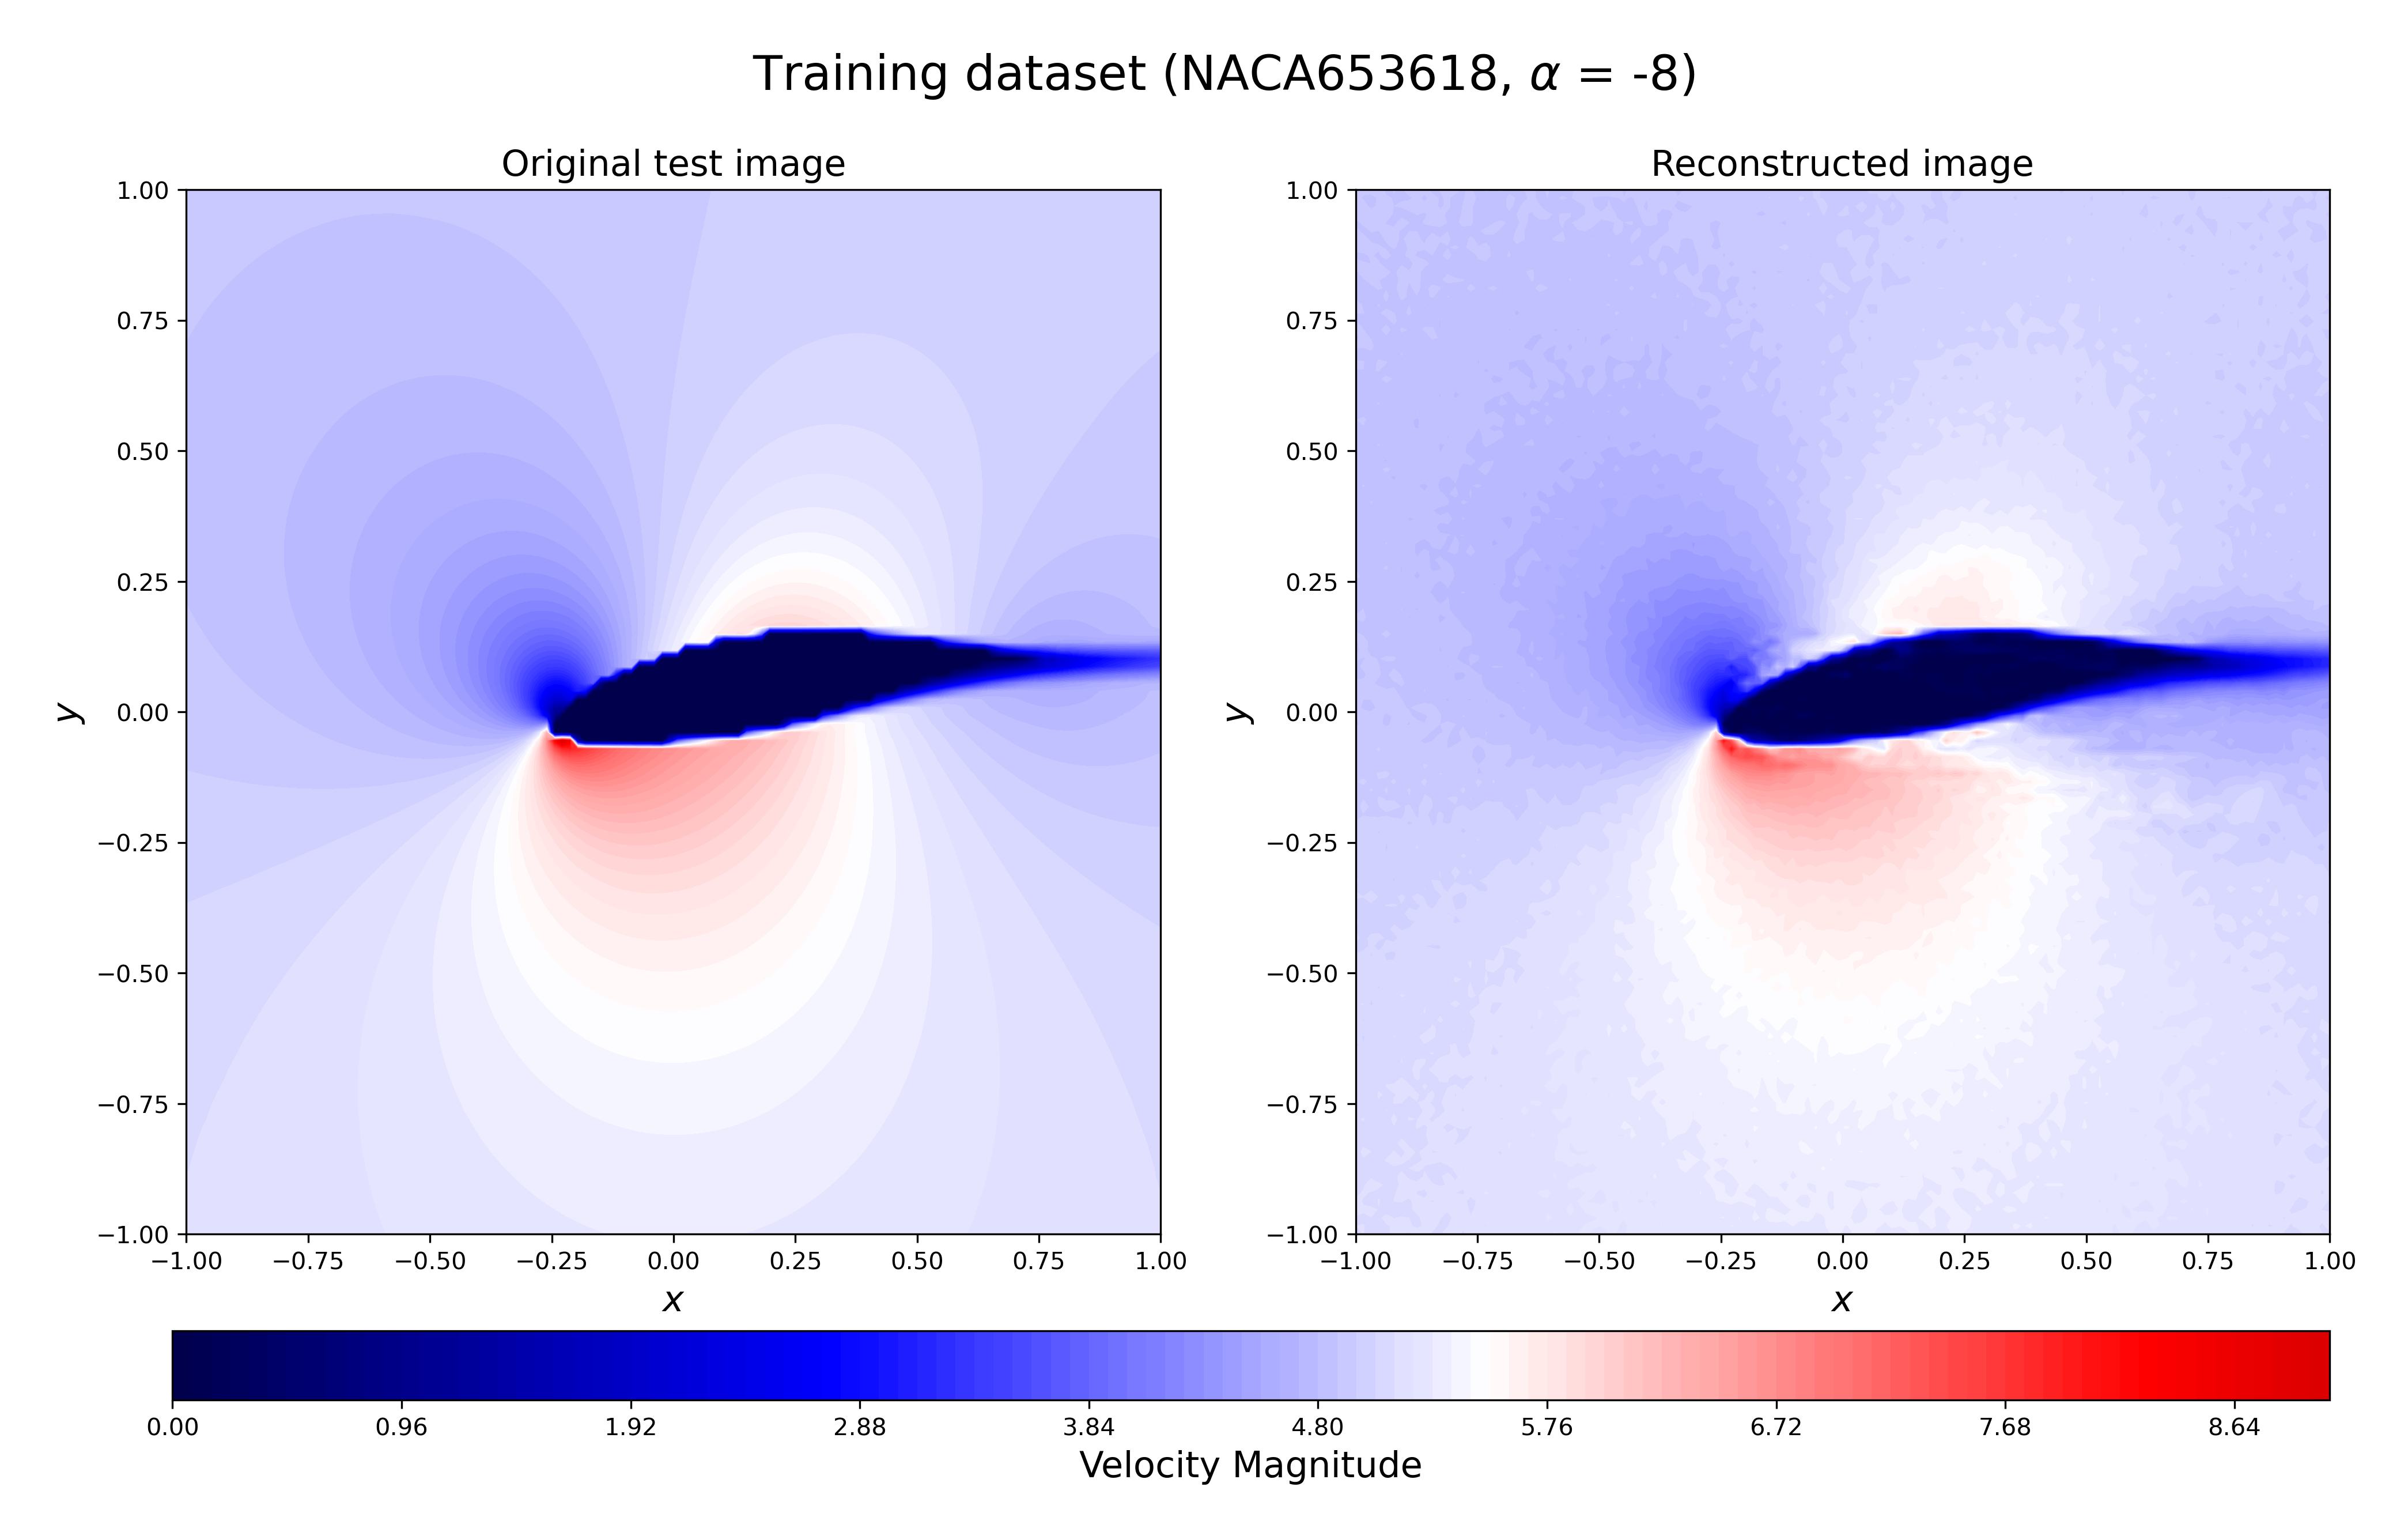 Training dataset (NACA653618, α = -8)
Original test image
1.00
0.75
0.50
0.25
0.00
−0.25
−0.50
−0.75
−1.00
y
−1.00 −0.75 −0.50 −0.25 0.00 0.25 0.50 0.75 1.00
x
Reconstructed image
1.00
0.75
0.50
0.25
0.00
−0.25
−0.50
−0.75
−1.00
y
−1.00 −0.75 −0.50 −0.25 0.00 0.25 0.50 0.75 1.00
x
0.00 0.96 1.92 2.88 3.84 4.80 5.76 6.72 7.68 8.64
Velocity Magnitude